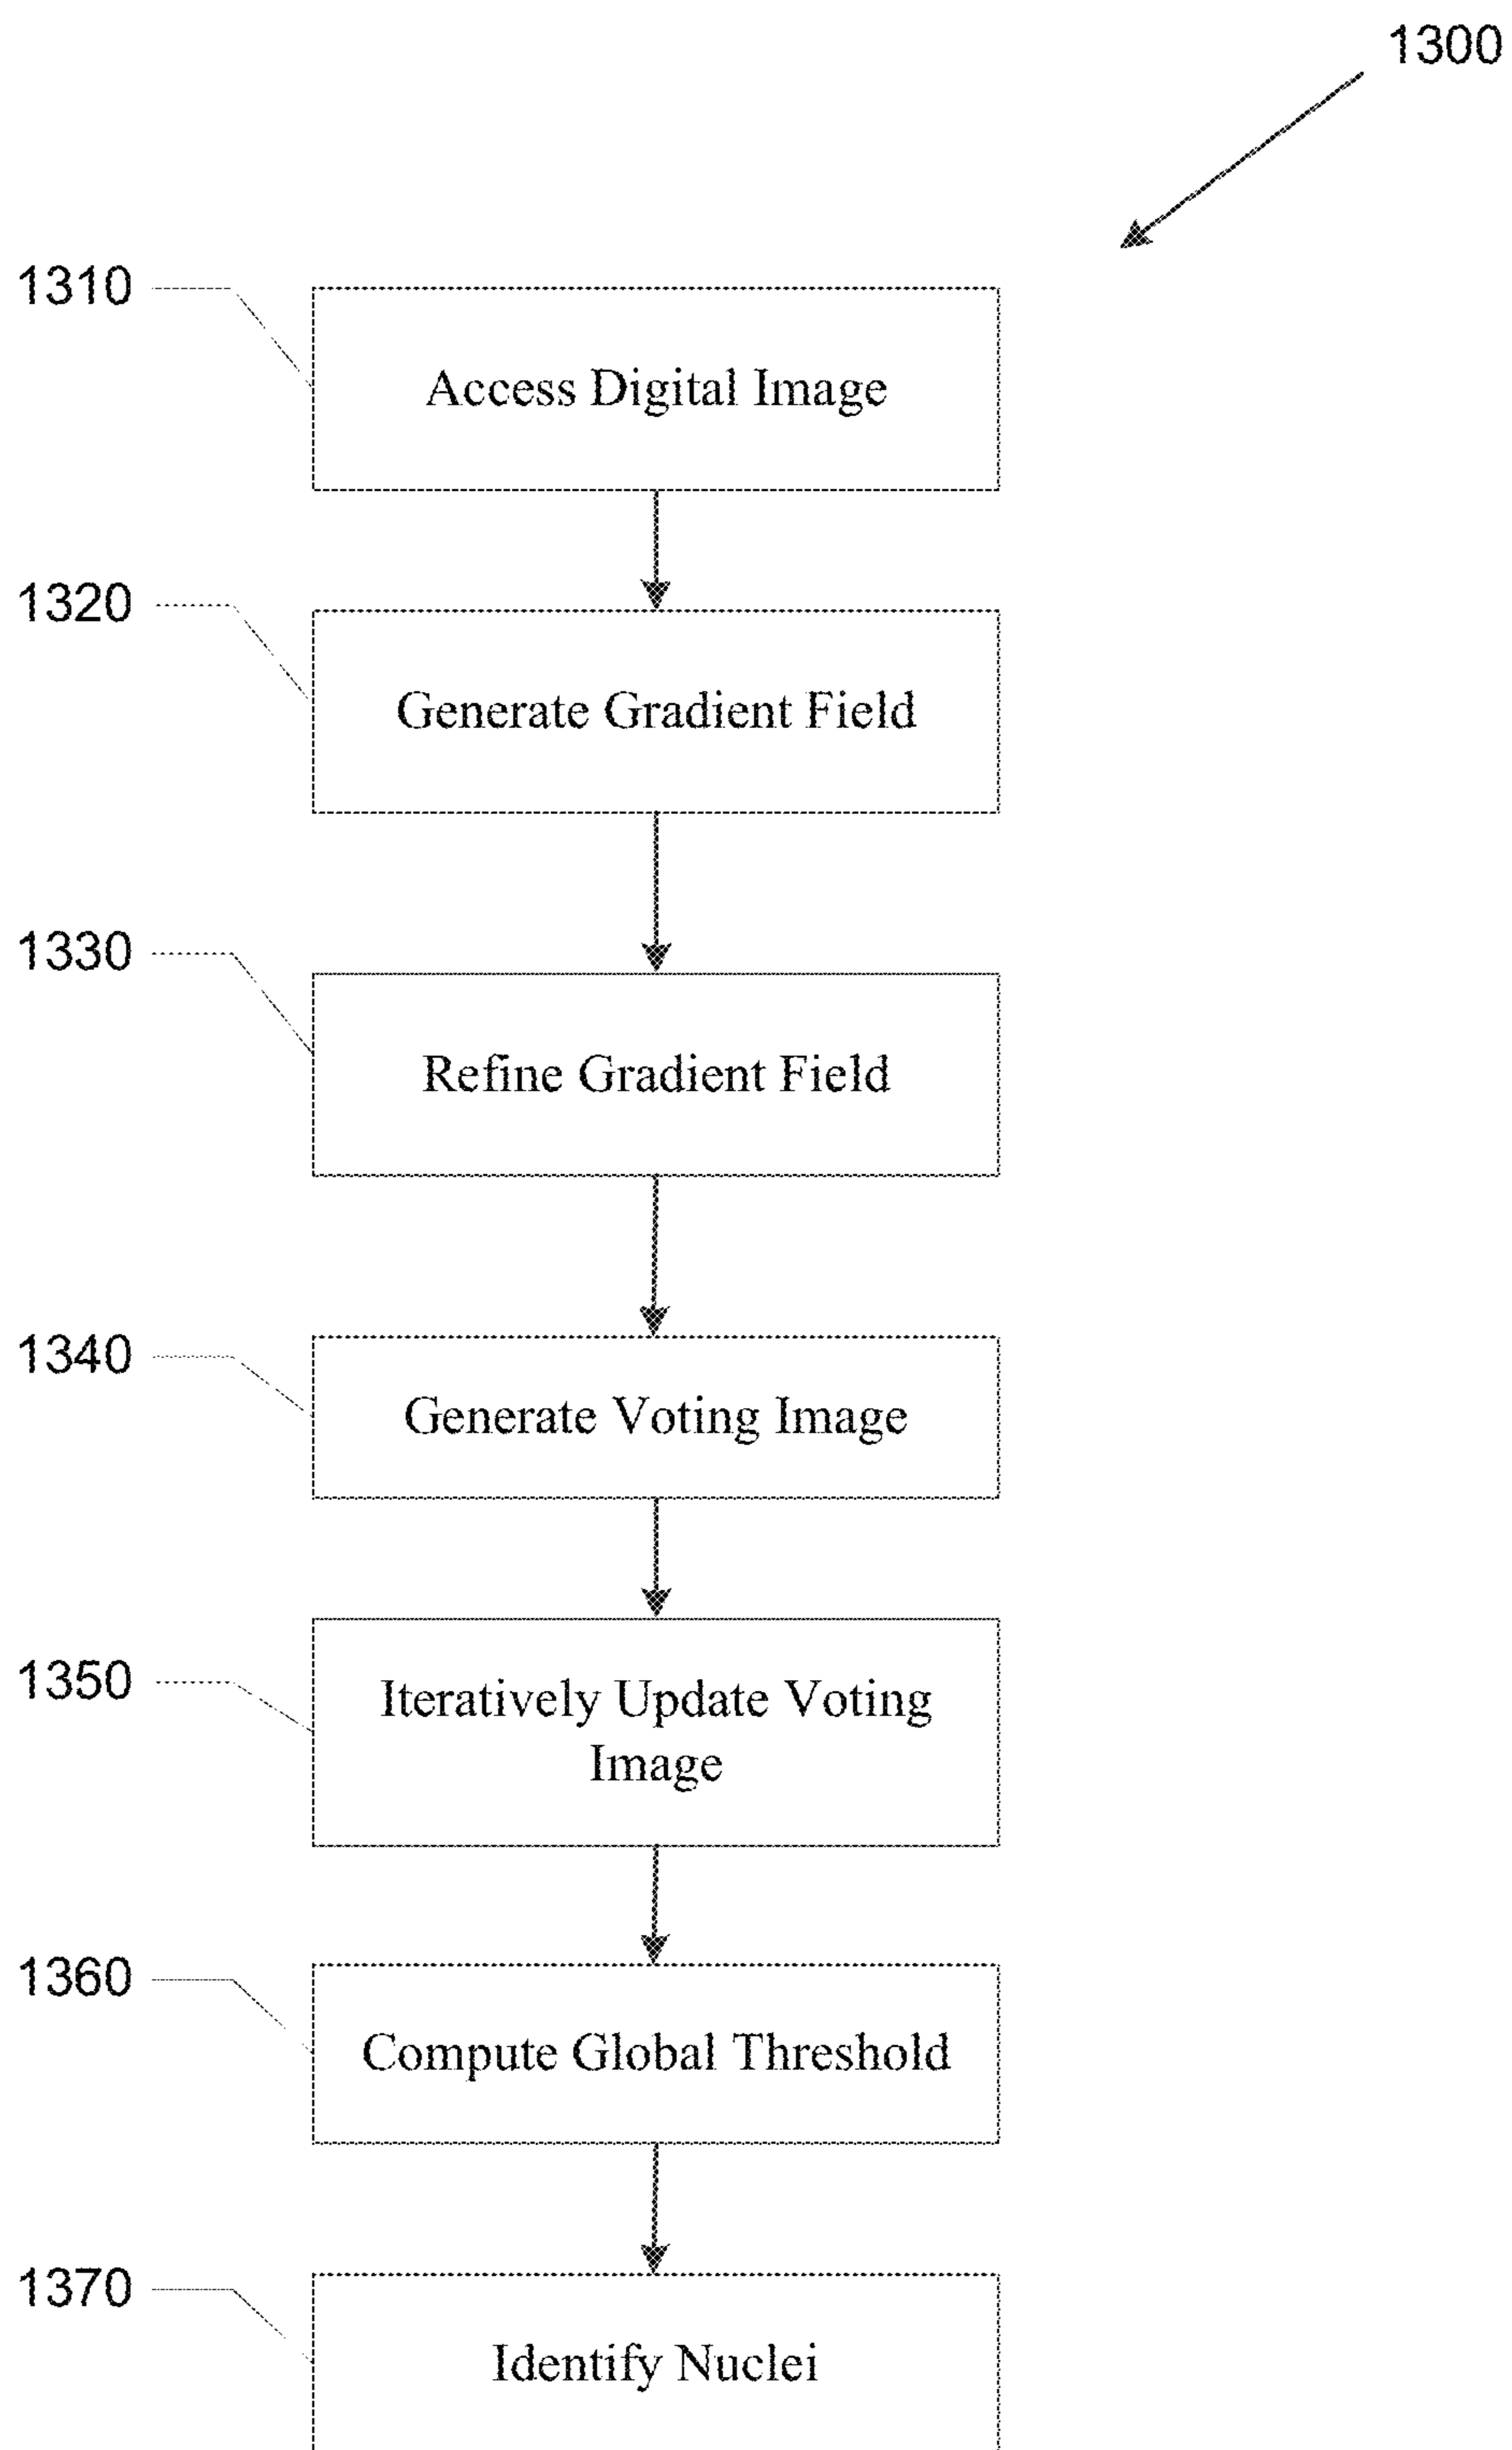 1300
1310
Access Digital Image
1320
Generate Gradient Field
1330
Refine Gradient Field
1340
Generate Voting Image
1350
Iteratively Update Voting
Image
1360
Compute Global Threshold
1370
Identify Nuclei